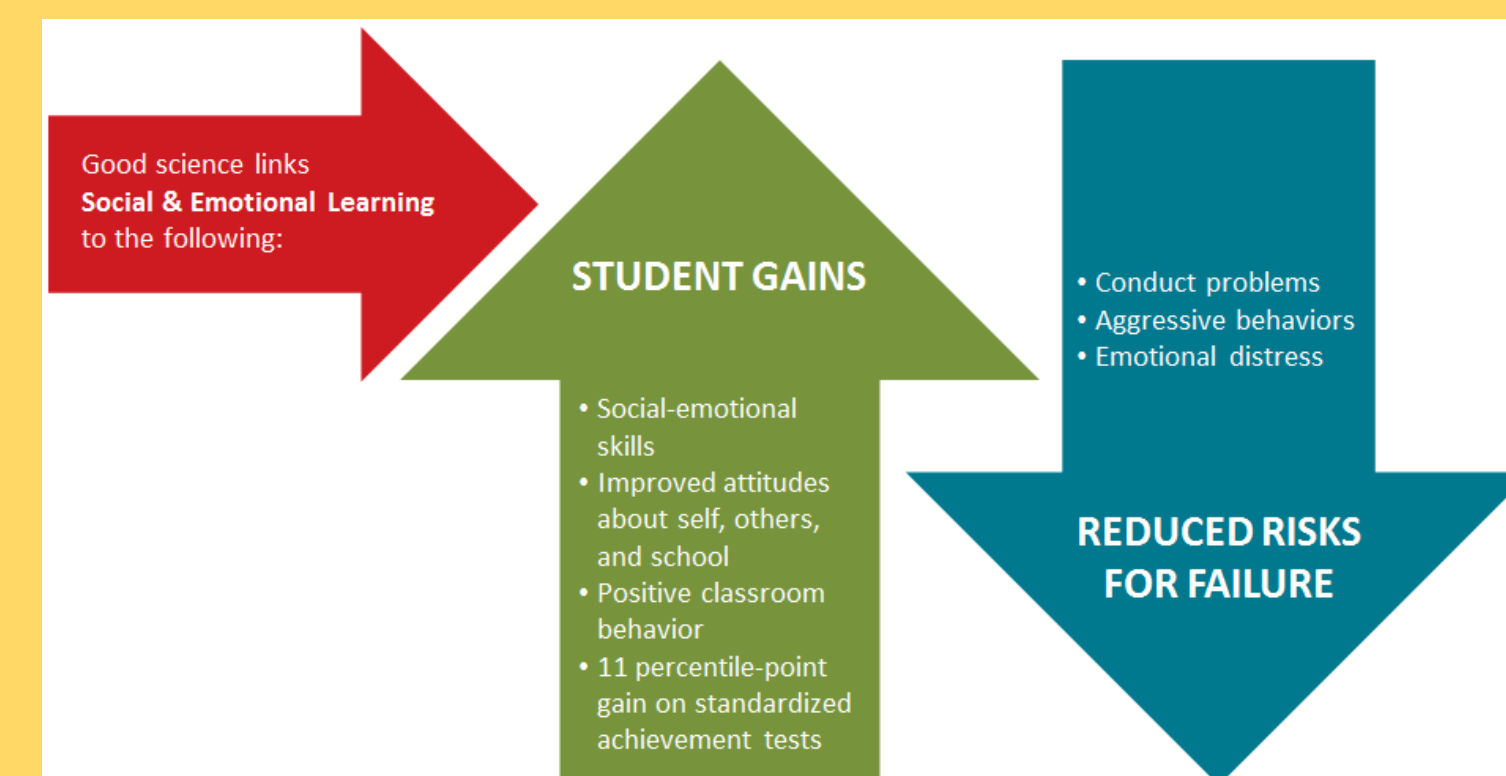 Good science links
Social & Emotional Learning
to the following:
STUDENT GAINS
• Social-emotional
skills
• Improved attitudes
about self, others,
and school
• Positive classroom
behavior
• 11 percentile-point
gain on standardized
achievement tests
• Conduct problems
• Aggressive behaviors
• Emotional distress
REDUCED RISKS
FOR FAILURE